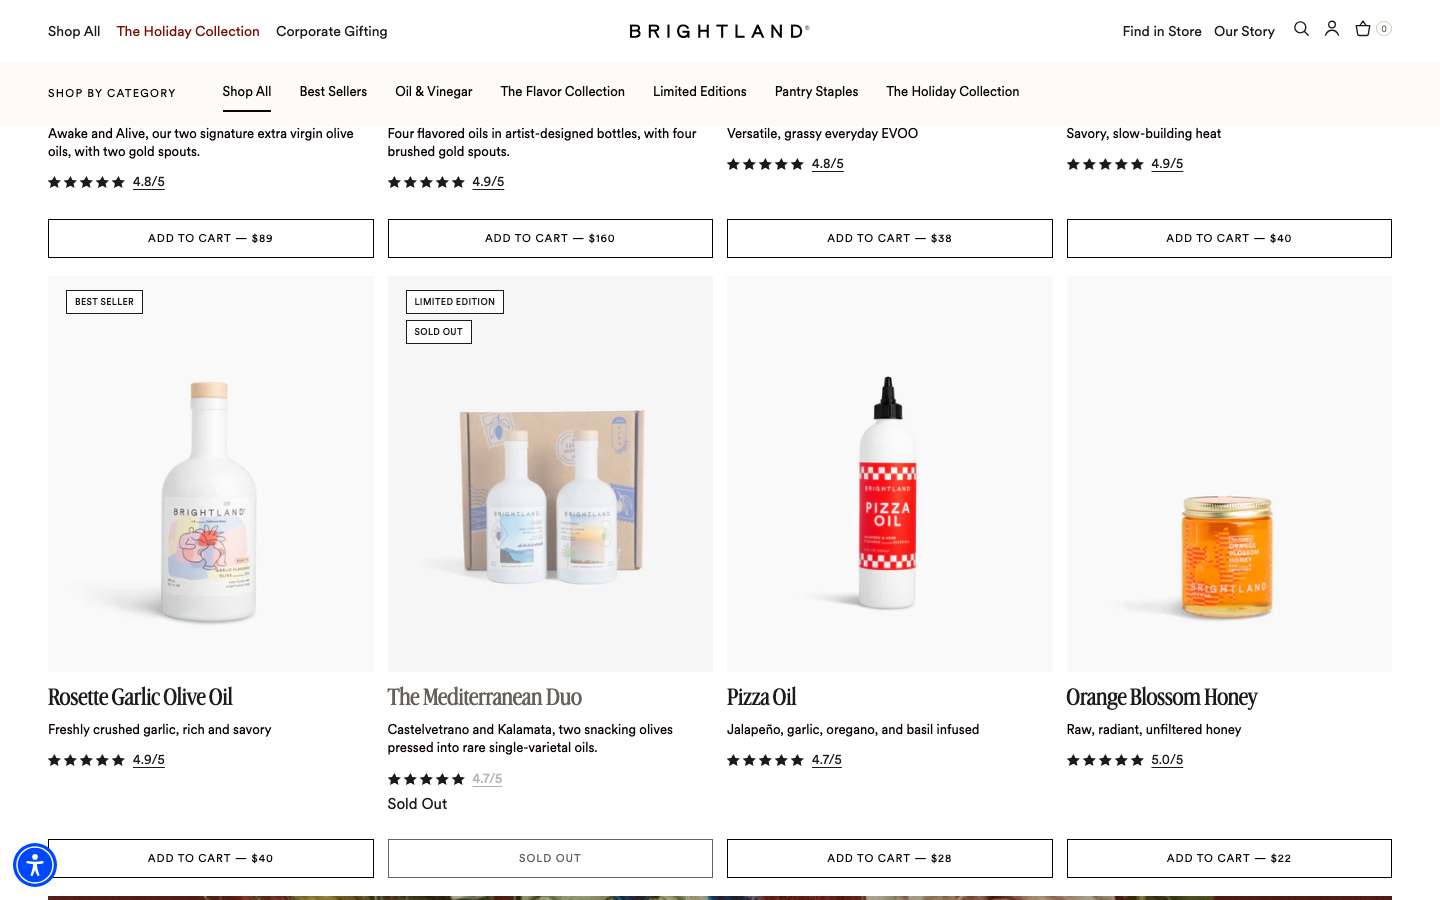 Shop All The Holiday Collection Corporate Gifting
BRIGHTLAND®
Find in Store Our Story 0
SHOP BY CATEGORY Shop All Best Sellers Oil & Vinegar The Flavor Collection Limited Editions Pantry Staples The Holiday Collection
Awake and Alive, our two signature extra virgin olive
oils, with two gold spouts.
4.8/5
Four flavored oils in artist-designed bottles, with four
brushed gold spouts.
4.9/5
Versatile, grassy everyday EVOO
4.8/5
Savory, slow-building heat
4.9/5
ADD TO CART — $89
ADD TO CART — $160
ADD TO CART — $38
ADD TO CART — $40
BEST SELLER
BRIGHTLAND
Rosette Garlic Olive Oil
Freshly crushed garlic, rich and savory
4.9/5
ADD TO CART — $40
LIMITED EDITION
SOLD OUT
BRIGHTLAND
BRIGHTLAND
The Mediterranean Duo
Castelvetrano and Kalamata, two snacking olives
pressed into rare single-varietal oils.
4.7/5
Sold Out
SOLD OUT
BRIGHTLAND
PIZZA
OIL
Pizza Oil
Jalapeño, garlic, oregano, and basil infused
4.7/5
ADD TO CART — $28
ORANGE
BLOSSOM
HONEY
BRIGHTLAND
Orange Blossom Honey
Raw, radiant, unfiltered honey
5.0/5
ADD TO CART — $22